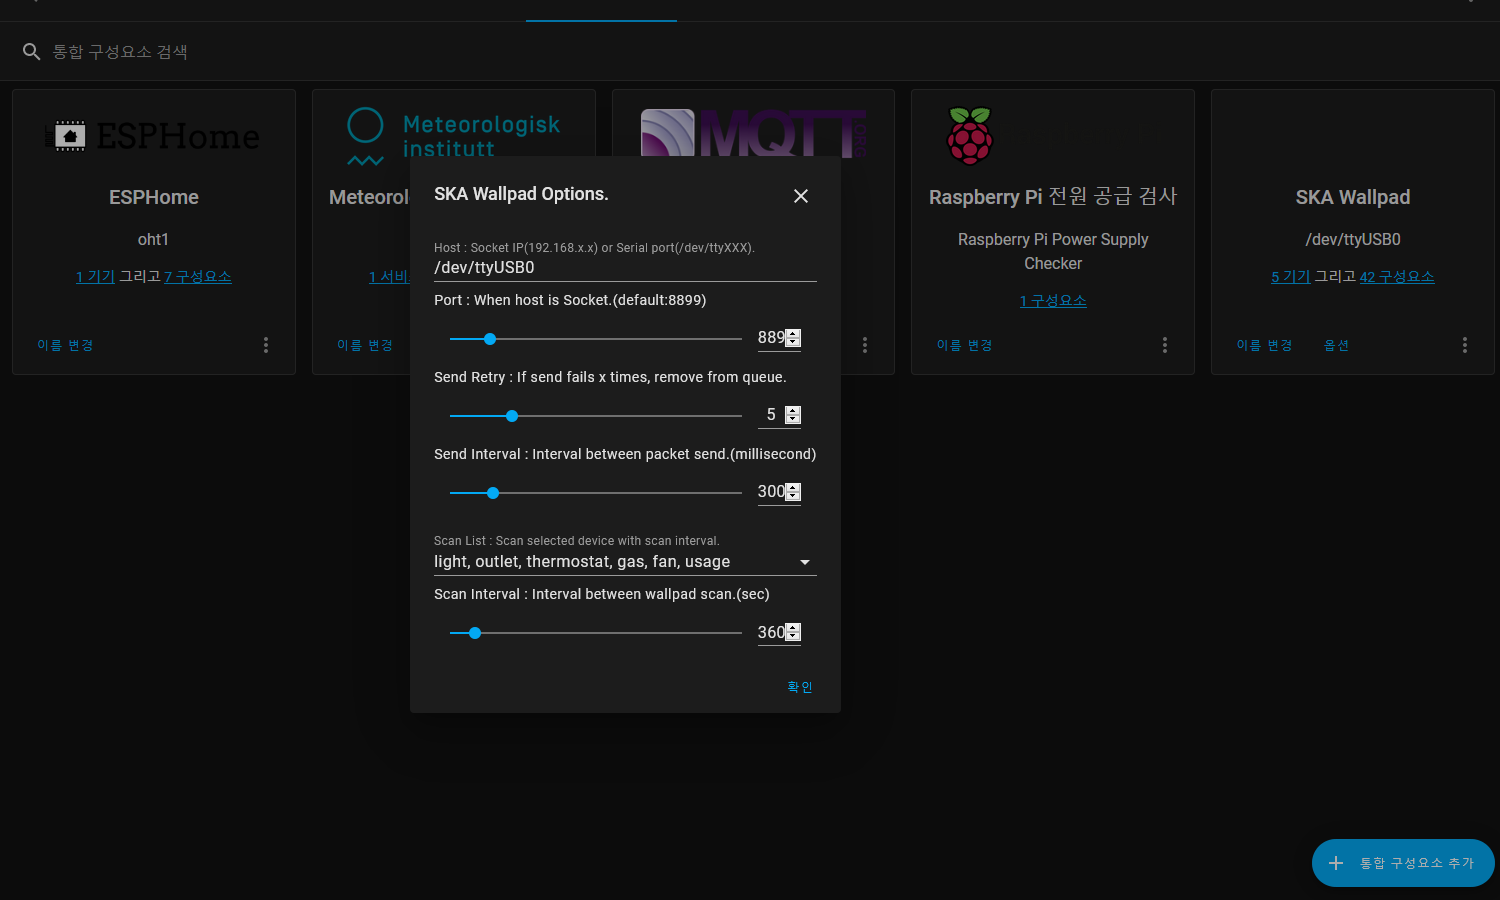 통합 구성요소 검색
ESPHome
ESPHome
oht1
1 기기 그리고 7 구성요소
이름 변경
Meteorologisk
institutt
Meteorol
1 서비
이름 변경
MQTT
.ORG
Raspberry Pi 전원 공급 검사
Raspberry Pi Power Supply
Checker
1 구성요소
이름 변경
SKA Wallpad
/dev/ttyUSB0
5 기기 그리고 42 구성요소
이름 변경
옵션
SKA Wallpad Options.
Host : Socket IP(192.168.x.x) or Serial port(/dev/ttyXXX).
/dev/ttyUSB0
Port : When host is Socket.(default:8899)
889
Send Retry : If send fails x times, remove from queue.
5
Send Interval : Interval between packet send.(millisecond)
300
Scan List : Scan selected device with scan interval.
light, outlet, thermostat, gas, fan, usage
Scan Interval : Interval between wallpad scan.(sec)
360
확인
통합 구성요소 추가